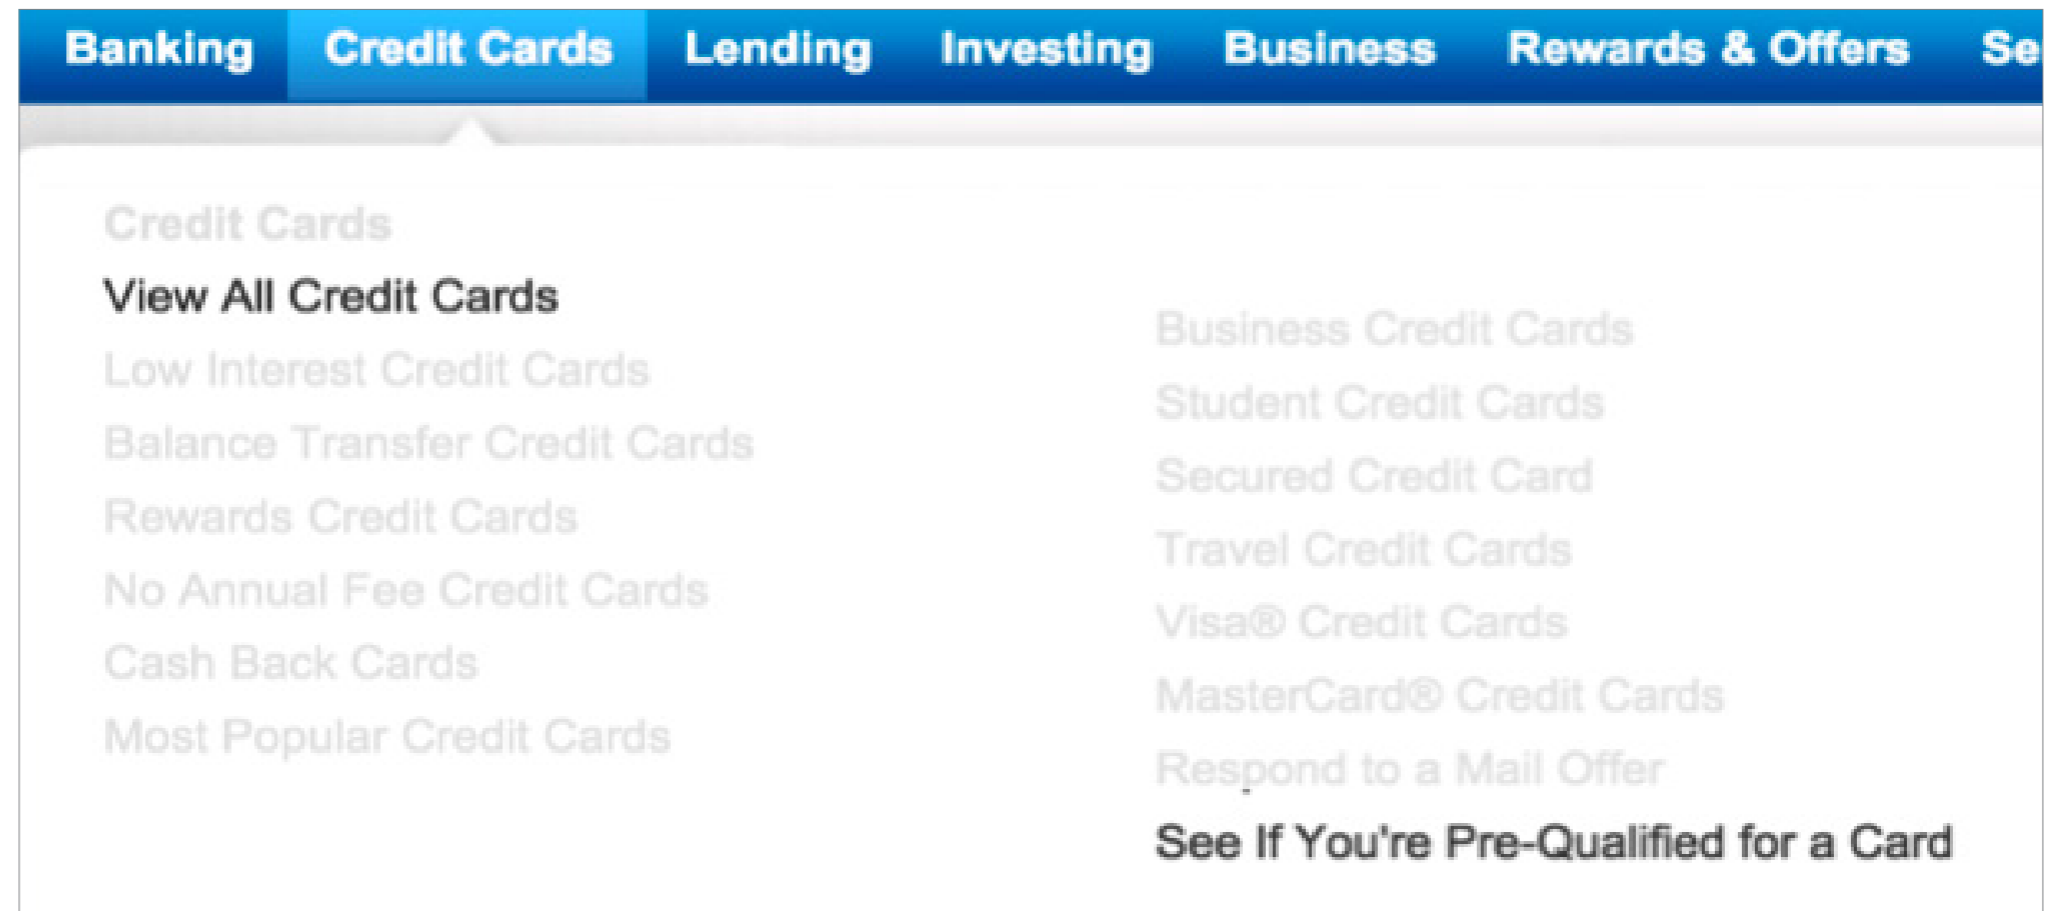 Banking Credit Cards Lending Investing Business Rewards & Offers Se
Credit Cards
View All Credit Cards
Low Interest Credit Cards
Balance Transfer Credit Cards
Rewards Credit Cards
No Annual Fee Credit Cards
Cash Back Cards
Most Popular Credit Cards
Business Credit Cards
Student Credit Cards
Secured Credit Card
Travel Credit Cards
Visa® Credit Cards
MasterCard® Credit Cards
Respond to a Mail Offer
See If You're Pre-Qualified for a Card